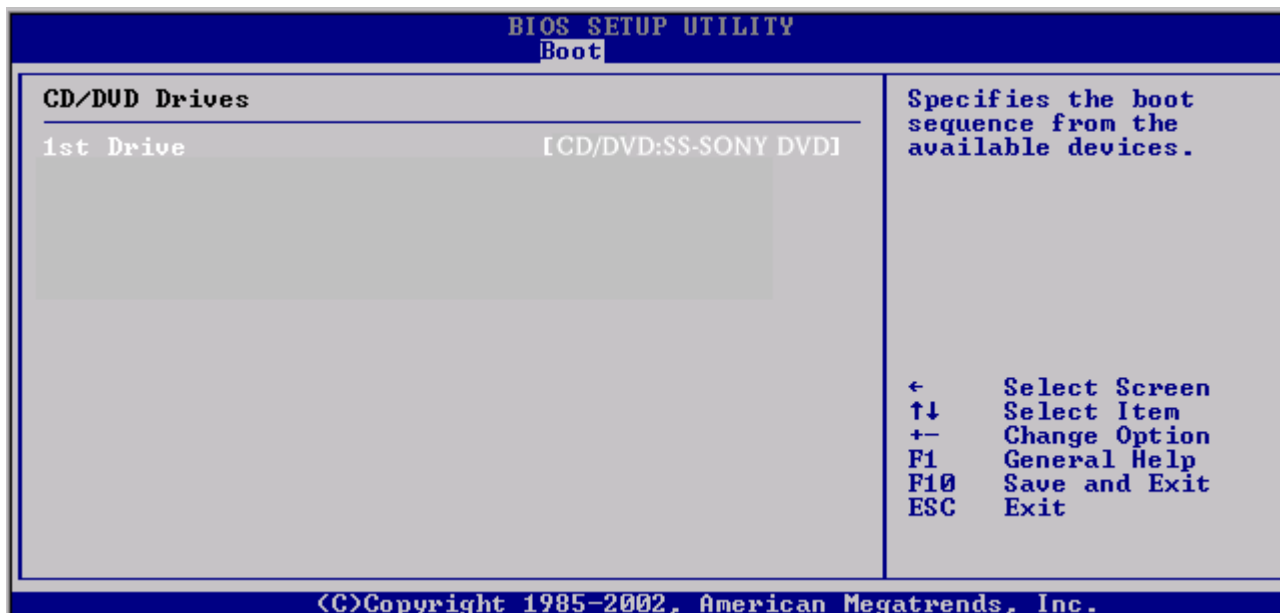 BIOS SETUP UTILITY
Boot
CD/DVD Drives
1st Drive [CD/DVD:SS-SONY DVD]
Specifies the boot
sequence from the
available devices.
← Select Screen
↑↓ Select Item
+- Change Option
F1 General Help
F10 Save and Exit
ESC Exit
(C)Copyright 1985-2002, American Megatrends, Inc.